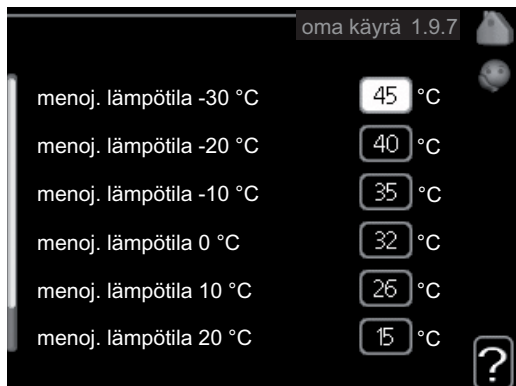 oma käyrä 1.9.7
menoj. lämpötila -30 °C 45 °C
menoj. lämpötila -20 °C 40 °C
menoj. lämpötila -10 °C 35 °C
menoj. lämpötila 0 °C 32 °C
menoj. lämpötila 10 °C 26 °C
menoj. lämpötila 20 °C 15 °C
?